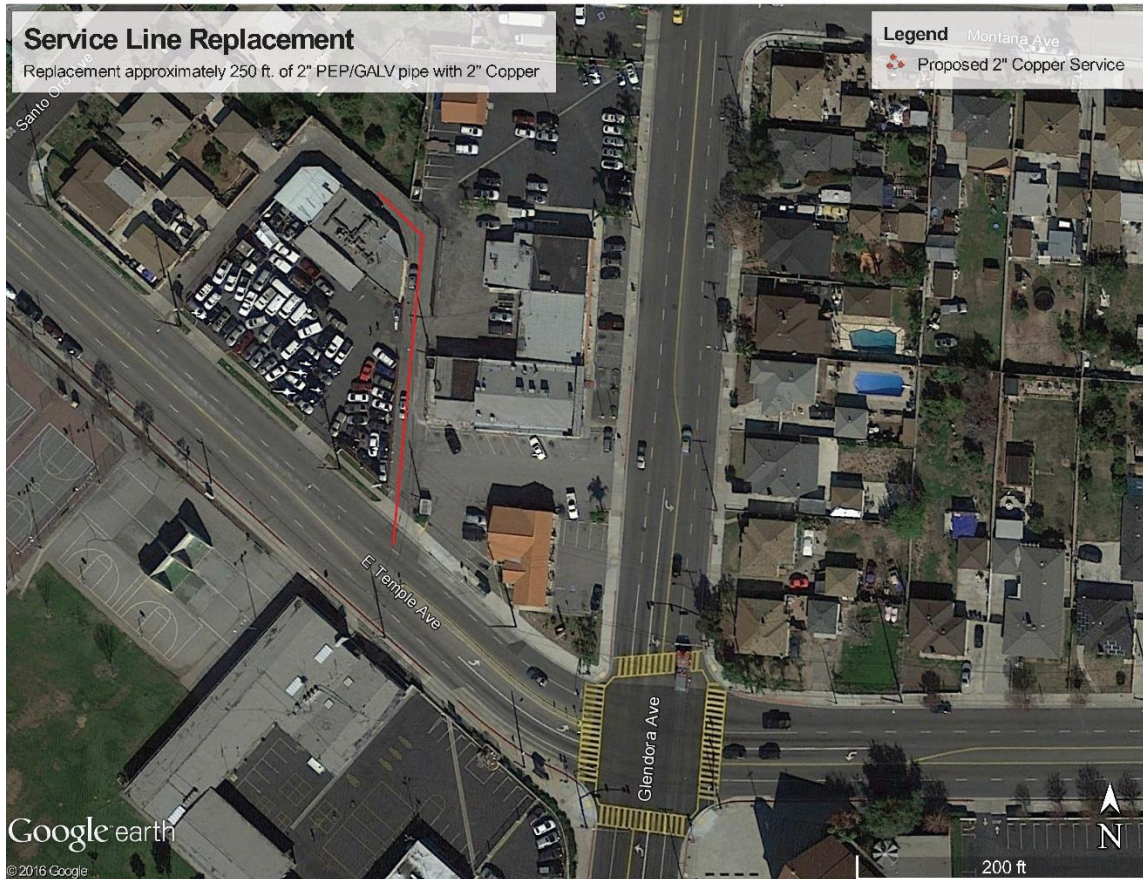 Service Line Replacement
Replacement approximately 250 ft. of 2" PEP/GALV pipe with 2" Copper
Legend
Proposed 2" Copper Service
Montana Ave
E Temple Ave
Glendora Ave
Google earth
© 2016 Google
N
200 ft